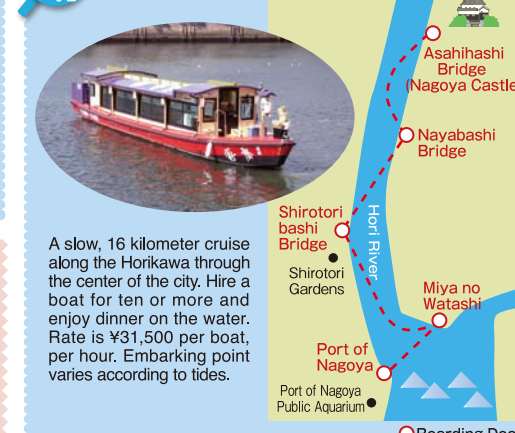 Asahihashi
Bridge
(Nagoya Castle
Nayabashi
Bridge
Shirotori
bashi
Bridge
Hori River
Shirotori
Gardens
Miya no
Watashi
Port of
Nagoya
Port of Nagoya
Public Aquarium
A slow, 16 kilometer cruise
along the Horikawa through
the center of the city. Hire a
boat for ten or more and
enjoy dinner on the water.
Rate is ¥31,500 per boat,
per hour. Embarking point
varies according to tides.
Boarding